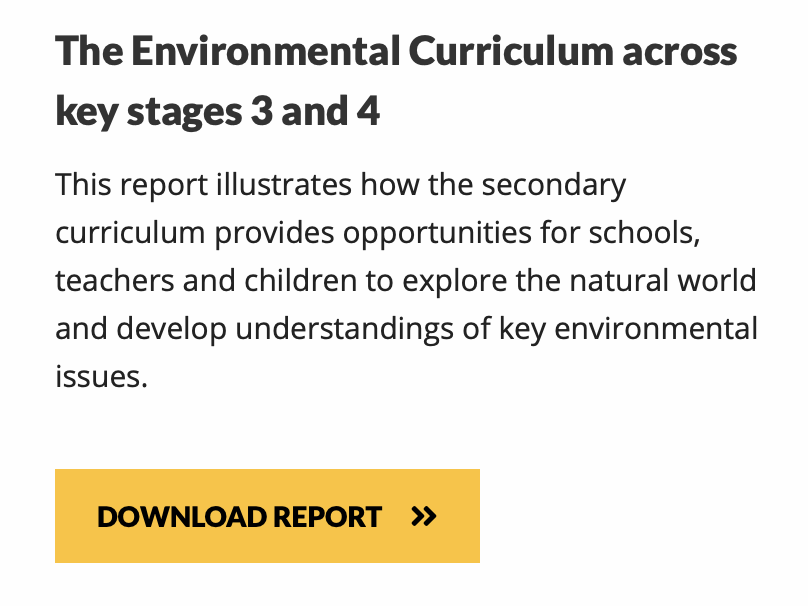 The Environmental Curriculum across
key stages 3 and 4
This report illustrates how the secondary
curriculum provides opportunities for schools,
teachers and children to explore the natural world
and develop understandings of key environmental
issues.
DOWNLOAD REPORT »